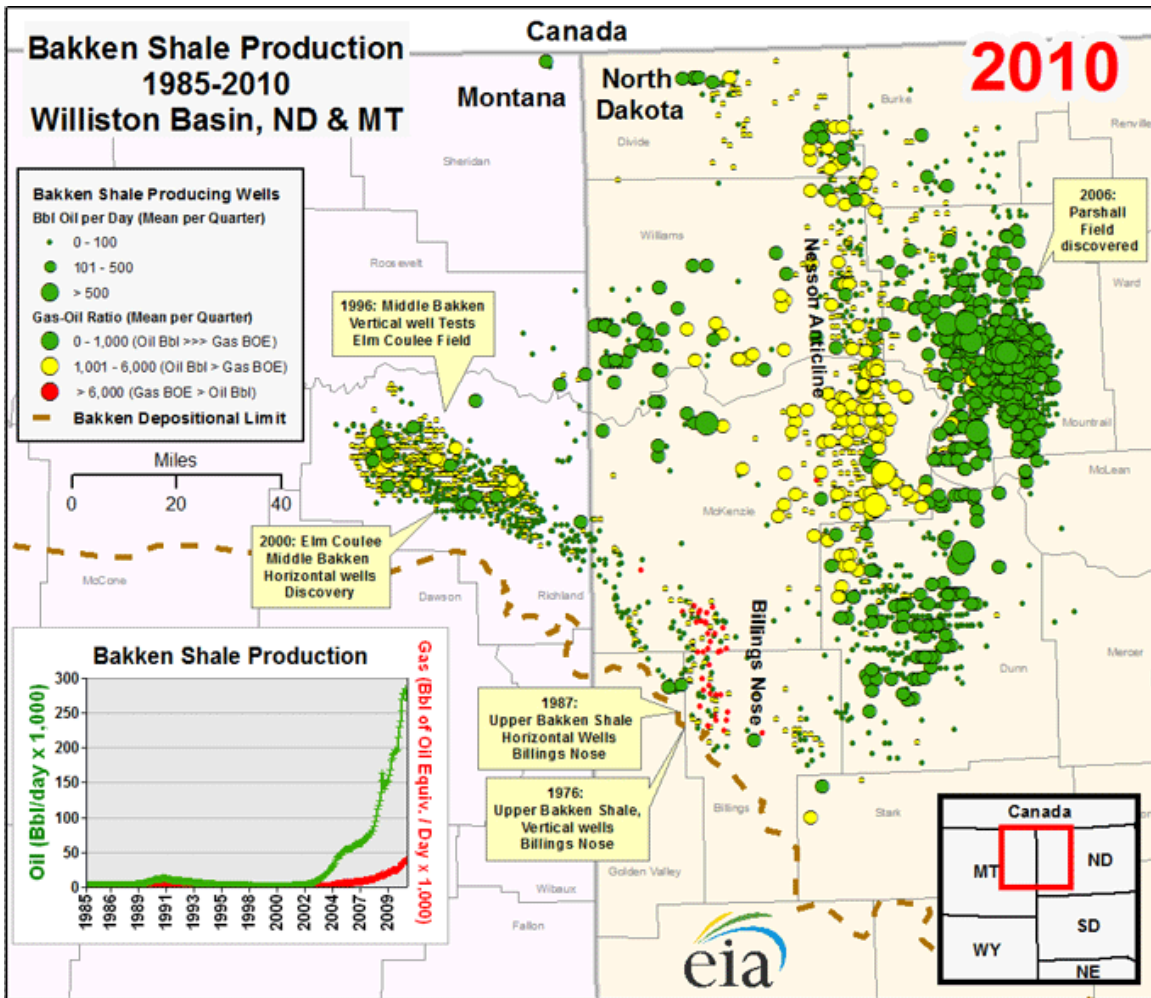 Bakken Shale Production
1985-2010
Williston Basin, ND & MT
Canada
2010
Montana
North
Dakota
Sheridan
Divide
Burke
Renville
Bakken Shale Producing Wells
Bbl Oil per Day (Mean per Quarter)
0 - 100
101 - 500
> 500
Gas-Oil Ratio (Mean per Quarter)
0 - 1,000 (Oil Bbl >>> Gas BOE)
1,001 - 6,000 (Oil Bbl > Gas BOE)
> 6,000 (Gas BOE > Oil Bbl)
Bakken Depositional Limit
Miles
0
20
40
2006:
Parshall
Field
discovered
Williams
Roosevelt
Ward
Nesson Anticline
1996: Middle Bakken
Vertical well Tests
Elm Coulee Field
Mountrail
McLean
McKenzie
2000: Elm Coulee
Middle Bakken
Horizontal wells
Discovery
McCone
Dawson
Richland
Billings Nose
Dunn
Mercer
1987:
Upper Bakken Shale
Horizontal Wells
Billings Nose
1976:
Upper Bakken Shale,
Vertical wells
Billings Nose
Billings
Stark
Golden Valley
Wibaux
Fallon
Bakken Shale Production
Oil (Bbl/day x 1,000)
Gas (Bbl of Oil Equiv. / Day x 1,000)
300
250
200
150
100
50
0
1985
1986
1989
1991
1994
1996
1999
2002
2004
2007
2009
eia
Canada
MT
ND
SD
WY
NE